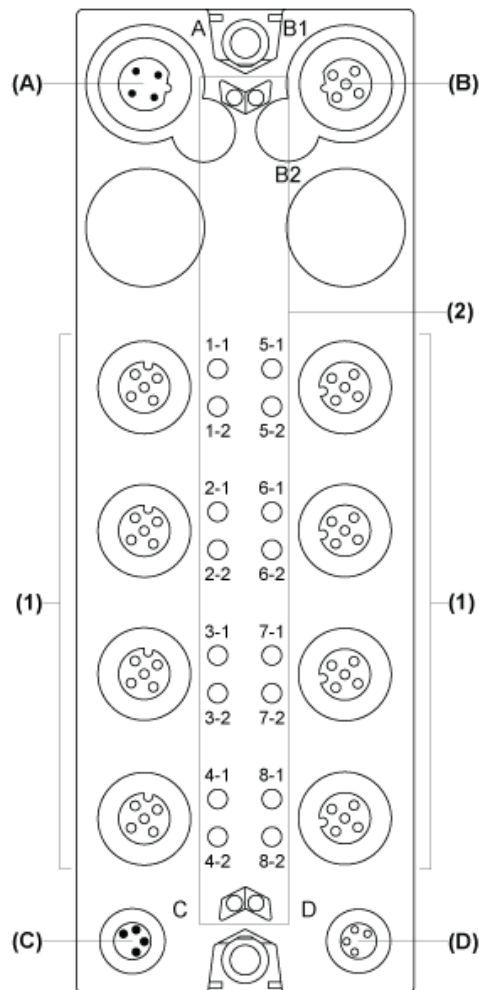 A B1
(A) (B)
B2
(2)
1-1 5-1
1-2 5-2
2-1 6-1
2-2 6-2
(1) (1)
3-1 7-1
3-2 7-2
4-1 8-1
4-2 8-2
C D
(C) (D)